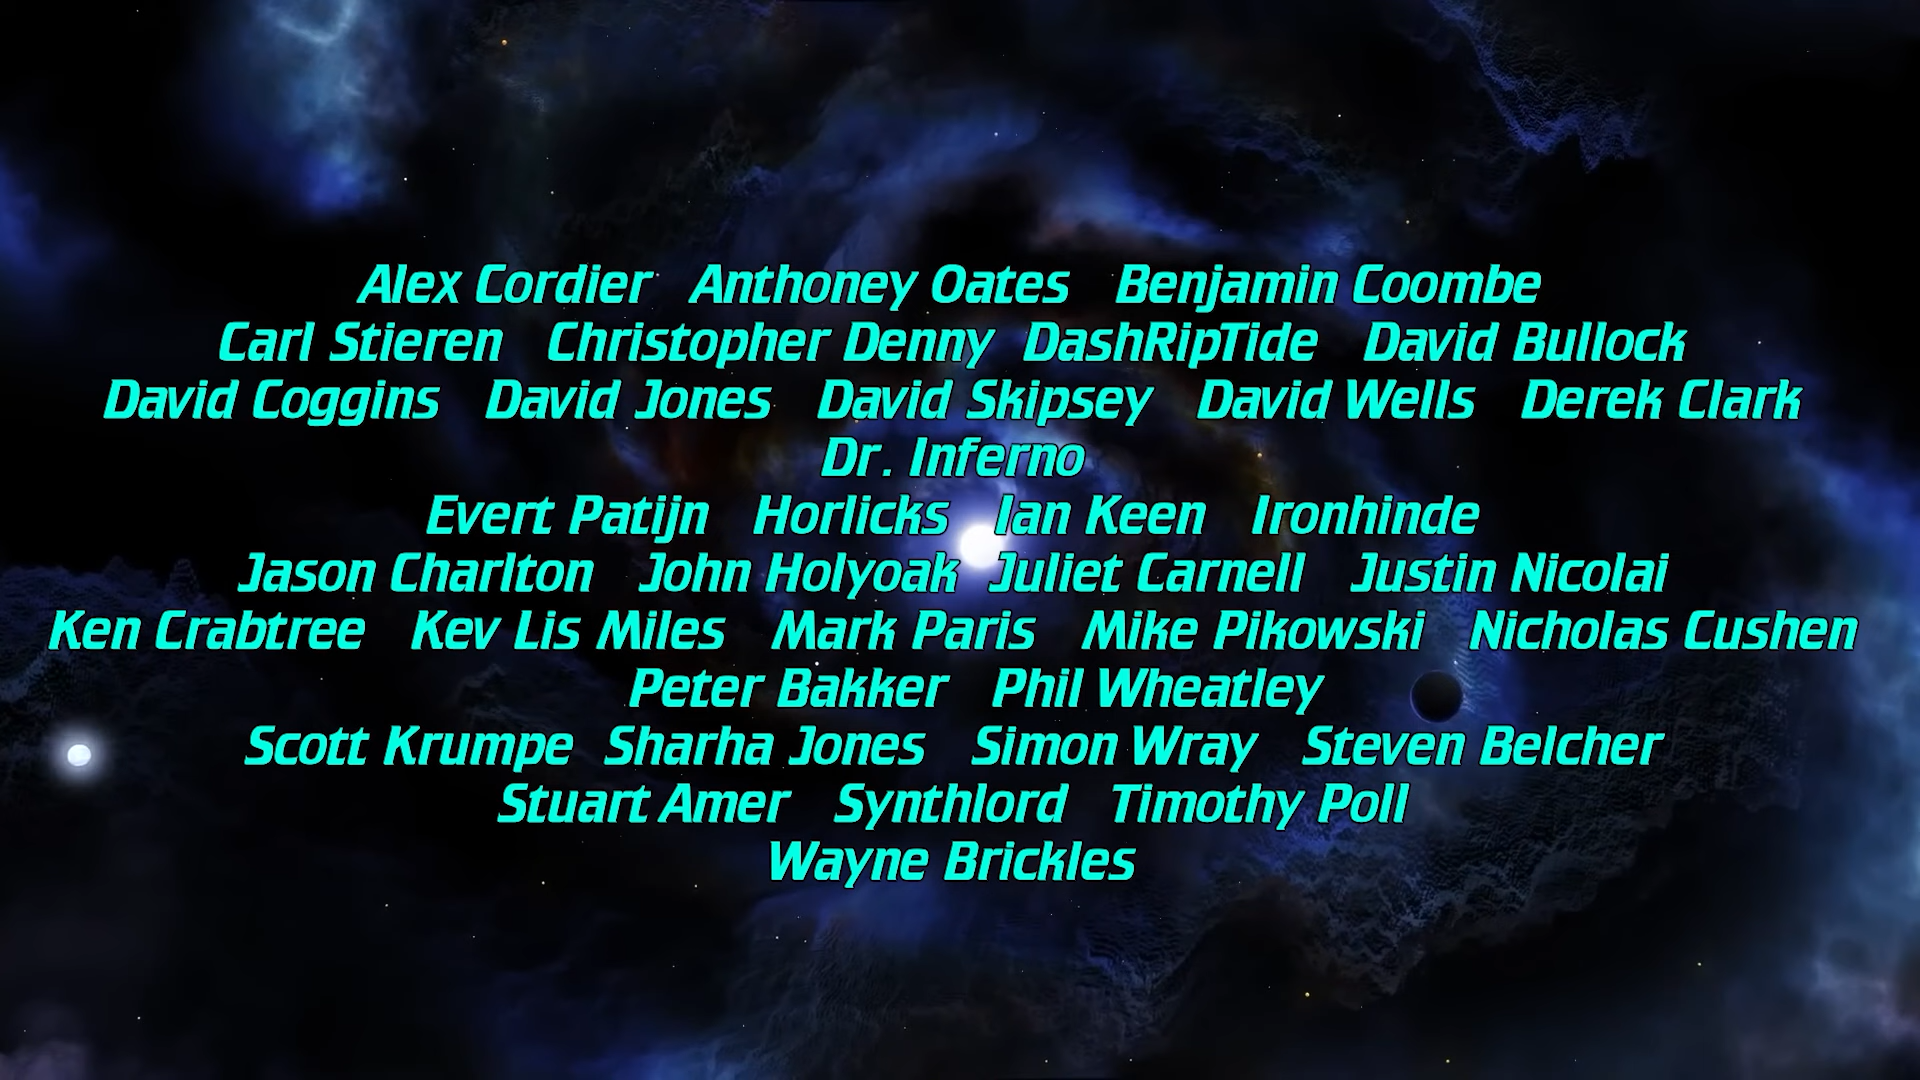 Alex Cordier Anthoney Oates Benjamin Coombe
Carl Stieren Christopher Denny DashRipTide David Bullock
David Coggins David Jones David Skipsey David Wells Derek Clark
Dr. Inferno
Evert Patijn Horlicks Ian Keen Ironhinde
Jason Charlton John Holyoak Juliet Carnell Justin Nicolai
Ken Crabtree Kev Lis Miles Mark Paris Mike Pikowski Nicholas Cushen
Peter Bakker Phil Wheatley
Scott Krumpe Sharha Jones Simon Wray Steven Belcher
Stuart Amer Synthlord Timothy Poll
Wayne Brickles